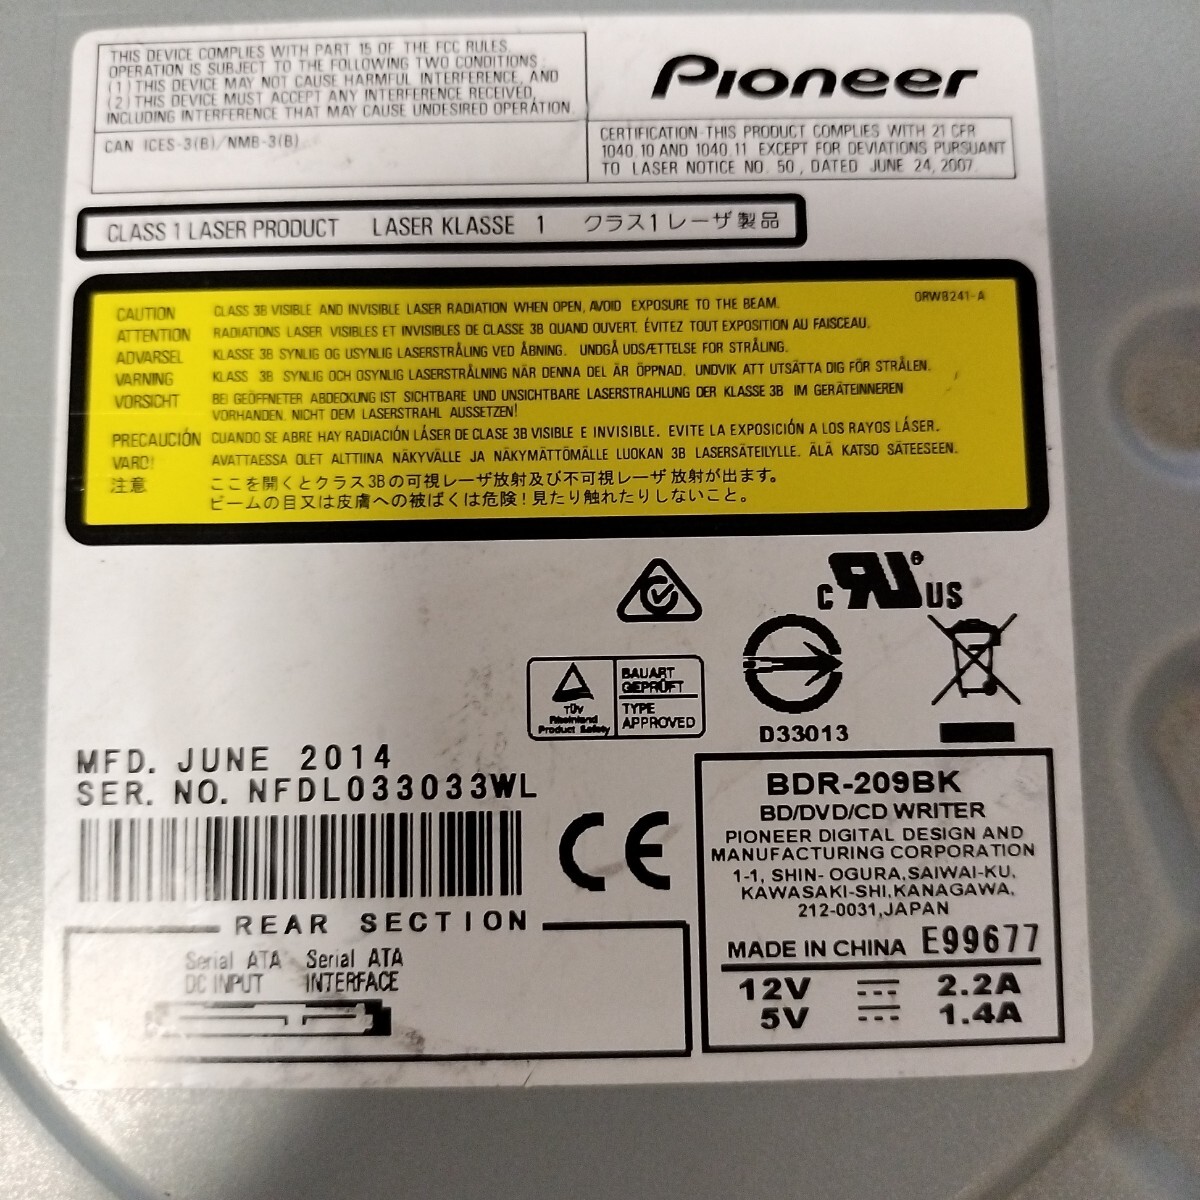 THIS DEVICE COMPLIES WITH PART 15 OF THE FCC RULES.
OPERATION IS SUBJECT TO THE FOLLOWING TWO CONDITIONS
(1) THIS DEVICE MAY NOT CAUSE HARMFUL INTERFERENCE, AND
(2) THIS DEVICE MUST ACCEPT ANY INTERFERENCE RECEIVED,
INCLUDING INTERFERENCE THAT MAY CAUSE UNDESIRED OPERATION.
CAN ICES-3(B)/NMB-3(B)
Pioneer
CERTIFICATION-THIS PRODUCT COMPLIES WITH 21 CFR
1040.10 AND 1040.11 EXCEPT FOR DEVIATIONS PURSUANT
TO LASER NOTICE NO. 50, DATED JUNE 24, 2007.
CLASS 1 LASER PRODUCT LASER KLASSE 1 クラス1レーザ製品
ORW8241-A
CAUTION CLASS 3B VISIBLE AND INVISIBLE LASER RADIATION WHEN OPEN, AVOID EXPOSURE TO THE BEAM.
ATTENTION RADIATIONS LASER VISIBLES ET INVISIBLES DE CLASSE 3B QUAND OUVERT. ÉVITEZ TOUT EXPOSITION AU FAISCEAU.
ADVARSEL KLASSE 3B SYNLIG OG USYNLIG LASERSTRÅLING VED ÅBNING. UNDGÅ UDSÆTTELSE FOR STRÅLING.
VARNING KLASS 3B SYNLIG OCH OSYNLIG LASERSTRÅLNING NÄR DENNA DEL ÄR ÖPPNAD. UNDVIK ATT UTSÄTTA DIG FÖR STRÅLEN.
VORSICHT BEI GEÖFFNETER ABDECKUNG IST SICHTBARE UND UNSICHTBARE LASERSTRAHLUNG DER KLASSE 3B IM GERÄTEINNEREN
VORHANDEN. NICHT DEM LASERSTRAHL AUSSETZEN!
PRECAUCIÓN CUANDO SE ABRE HAY RADIACIÓN LÁSER DE CLASE 3B VISIBLE E INVISIBLE. EVITE LA EXPOSICIÓN A LOS RAYOS LÁSER.
VARO! AVATTAESSA OLET ALTTIINA NÄKYVÄLLE JA NÄKYMÄTTÖMÄLLE LUOKAN 3B LASERSÄTEILYLLE. ÄLÄ KATSO SÄTEESEEN.
注意 ここを開くとクラス3Bの可視レーザ放射及び不可視レーザ放射が出ます。
ビームの目又は皮膚への被ばくは危険！見たり触れたりしないこと。
c RU ® US
TÜV
Rheinland
Product Safety
BAUART
GEPRÜFT
TYPE
APPROVED
D33013
MFD. JUNE 2014
SER. NO. NFDL033033WL
CE
REAR SECTION
Serial ATA Serial ATA
DC INPUT INTERFACE
BDR-209BK
BD/DVD/CD WRITER
PIONEER DIGITAL DESIGN AND
MANUFACTURING CORPORATION
1-1, SHIN-OGURA,SAIWAI-KU,
KAWASAKI-SHI,KANAGAWA,
212-0031,JAPAN
MADE IN CHINA E99677
12V 2.2A
5V 1.4A